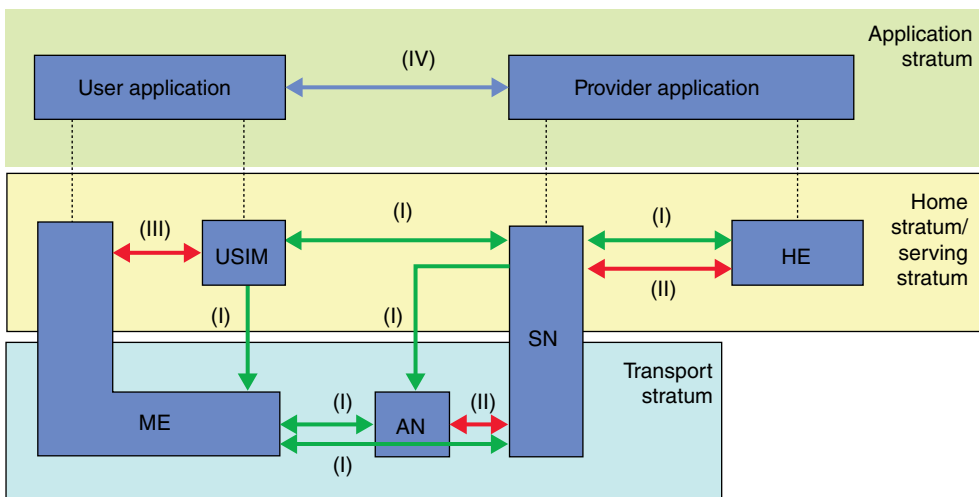 Application
stratum
(IV)
User application
Provider application
Home
stratum/
serving
stratum
(III)
(I)
(I)
USIM
HE
(II)
(I)
(I)
SN
Transport
stratum
ME
(I)
AN
(II)
(I)